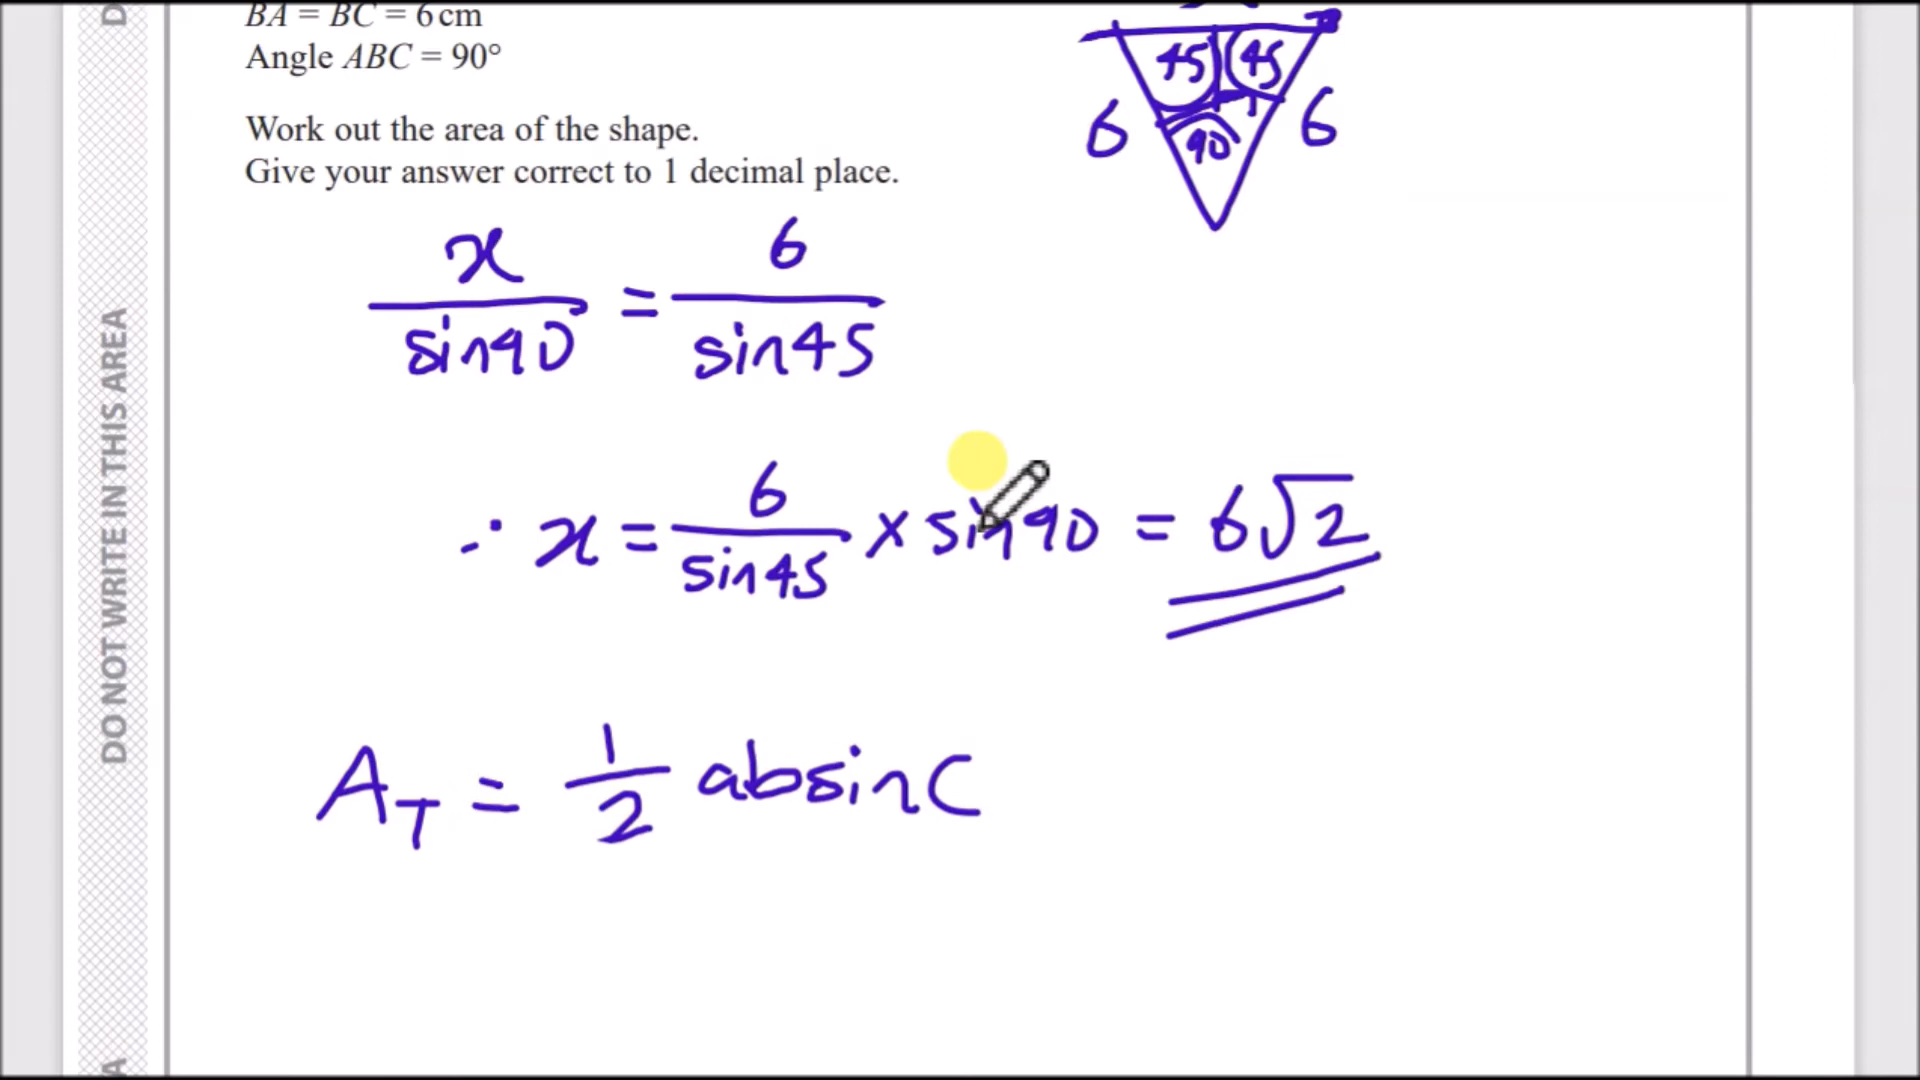 BA = BC = 6 cm
Angle ABC = 90°
Work out the area of the shape.
Give your answer correct to 1 decimal place.
45 45
6 90 6
x/sin90 = 6/sin45
∴ x = 6/sin45 × sin90 = 6√2
A_T = 1/2 absinC
DO NOT WRITE IN THIS AREA
D
A